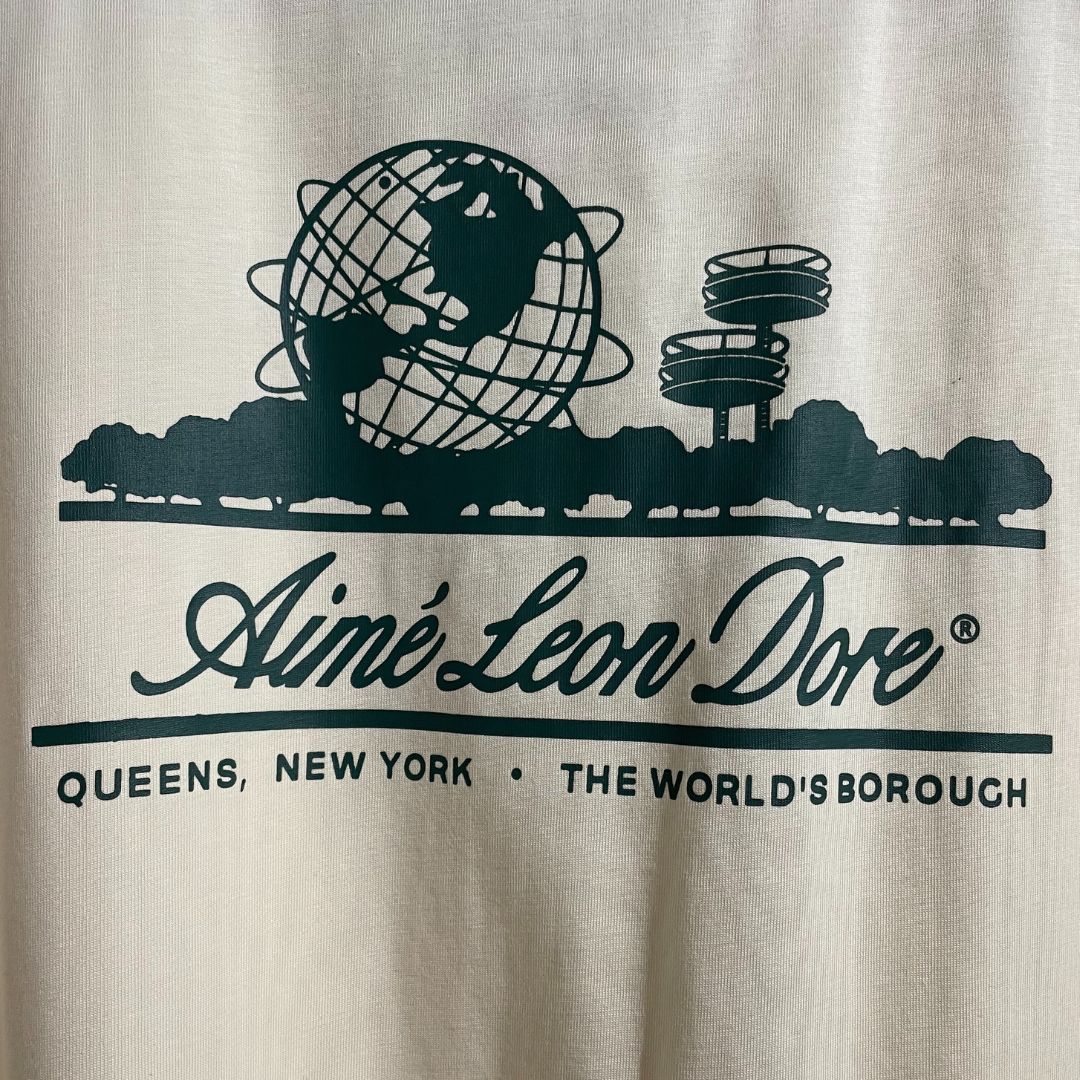 Aimé Leon Dore®
QUEENS, NEW YORK • THE WORLD'S BOROUGH